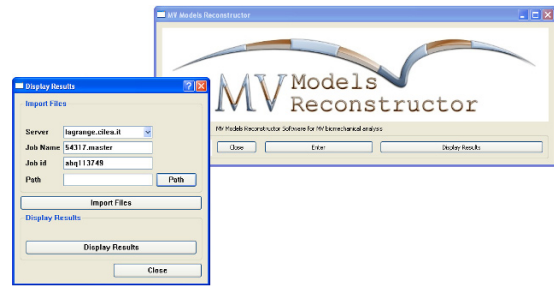 MV Models Reconstructor
MV Models
Reconstructor
MV Models Reconstructor Software for MV biomechanical analysis
Close Enter Display Results
Display Results
Import Files
Server lagrange.cilea.it
Job Name 54317.master
Job id abq113749
Path Path
Import Files
Display Results
Display Results
Close